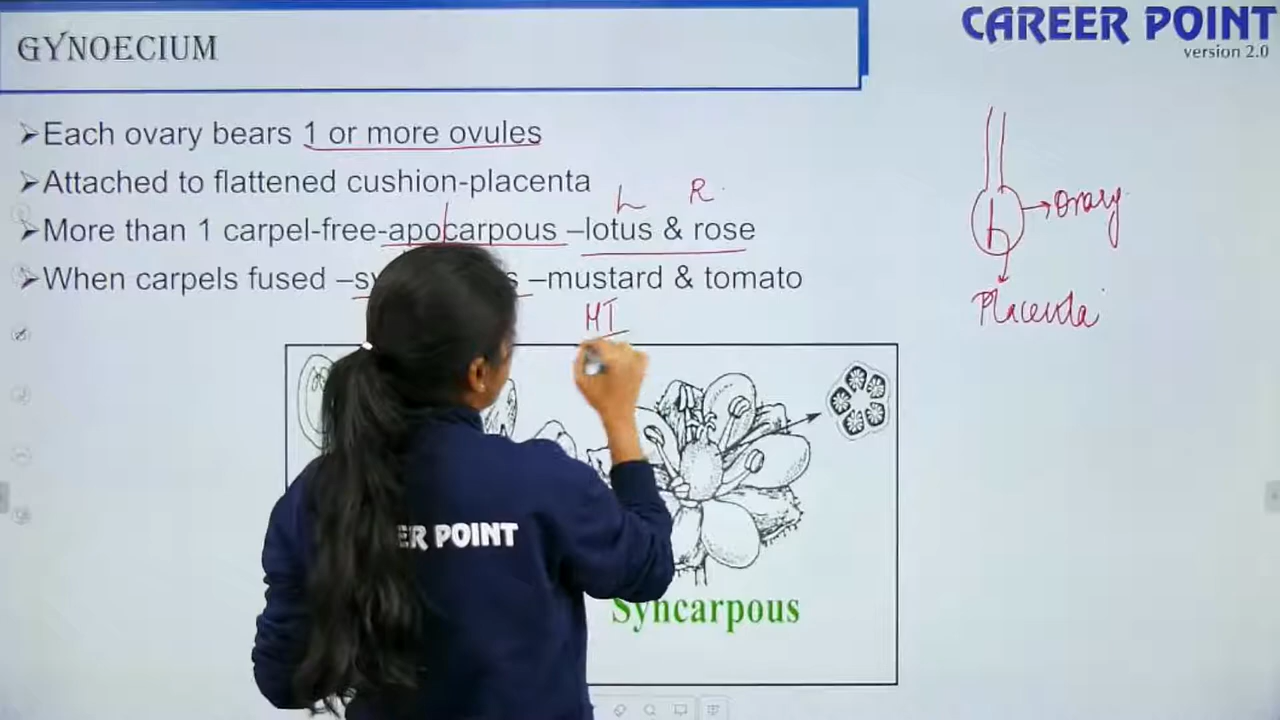 GYNOECIUM
CAREER POINT
version 2.0
➢Each ovary bears 1 or more ovules
➢Attached to flattened cushion-placenta
L R
➢More than 1 carpel-free-apocarpous –lotus & rose
➢When carpels fused –s s –mustard & tomato
MT
Ovary
Placenta
ER POINT
Syncarpous